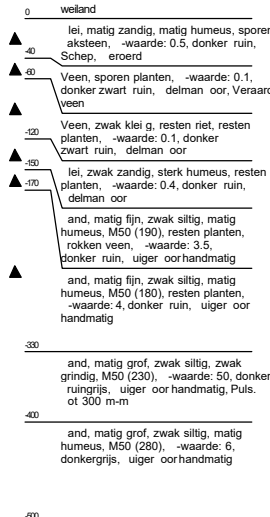 0 weiland
lei, matig zandig, matig humeus, sporen
aksteen, -waarde: 0.5, donker ruin,
-40
Schep, eroerd
-60
Veen, sporen planten, -waarde: 0.1,
donker zwart ruin, delman oor, Veraard
veen
-120
Veen, zwak klei g, resten riet, resten
planten, -waarde: 0.1, donker
zwart ruin, delman oor
-150
lei, zwak zandig, sterk humeus, resten
-170
planten, -waarde: 0.4, donker ruin,
delman oor
and, matig fijn, zwak siltig, matig
humeus, M50 (190), resten planten,
rokken veen, -waarde: 3.5,
donker ruin, uiger oor handmatig
and, matig fijn, zwak siltig, matig
humeus, M50 (180), resten planten,
-waarde: 4, donker ruin, uiger oor
handmatig
-330
and, matig grof, zwak siltig, zwak
grindig, M50 (230), -waarde: 50, donker
ruingrijs, uiger oor handmatig, Puls.
ot 300 m-m
-400
and, matig grof, zwak siltig, matig
humeus, M50 (280), -waarde: 6,
donkergrijs, uiger oor handmatig
-500